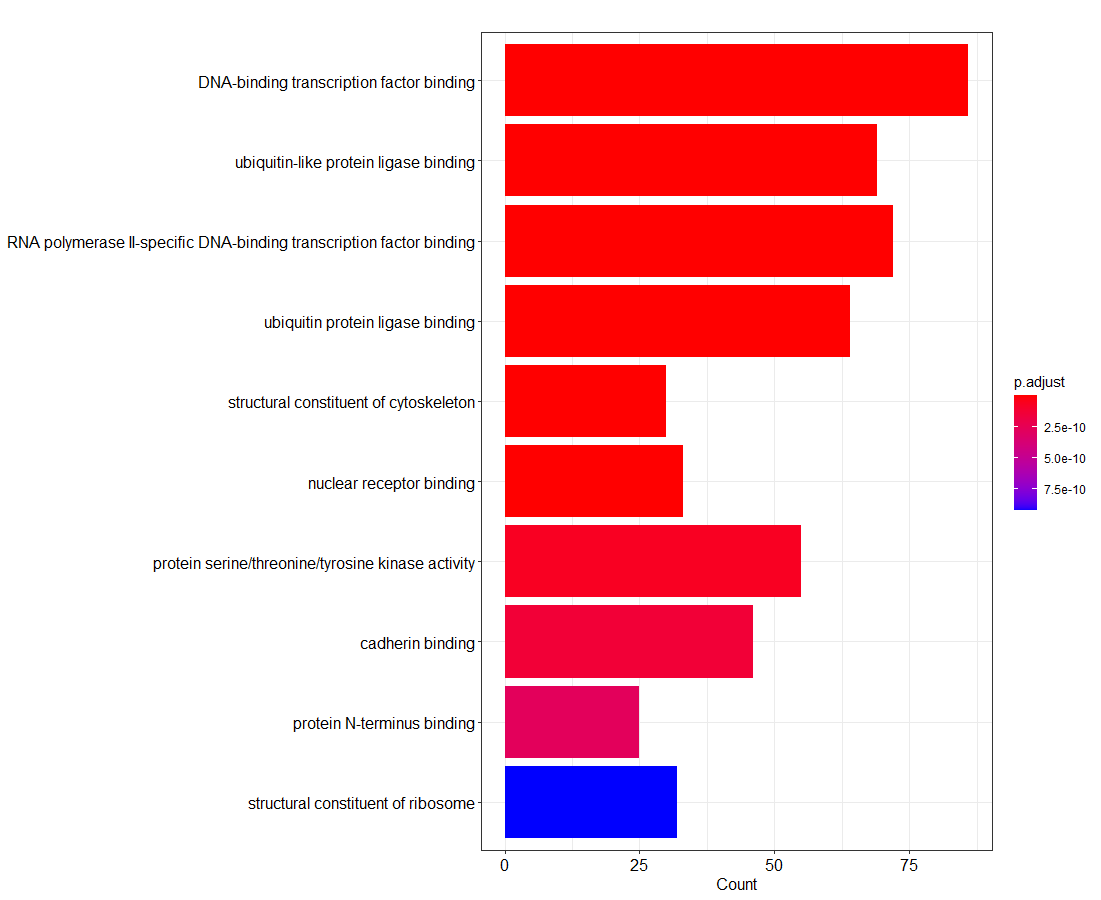 DNA-binding transcription factor binding
ubiquitin-like protein ligase binding
RNA polymerase II-specific DNA-binding transcription factor binding
ubiquitin protein ligase binding
structural constituent of cytoskeleton
nuclear receptor binding
protein serine/threonine/tyrosine kinase activity
cadherin binding
protein N-terminus binding
structural constituent of ribosome
0 25 50 75
Count
p.adjust
2.5e-10
5.0e-10
7.5e-10